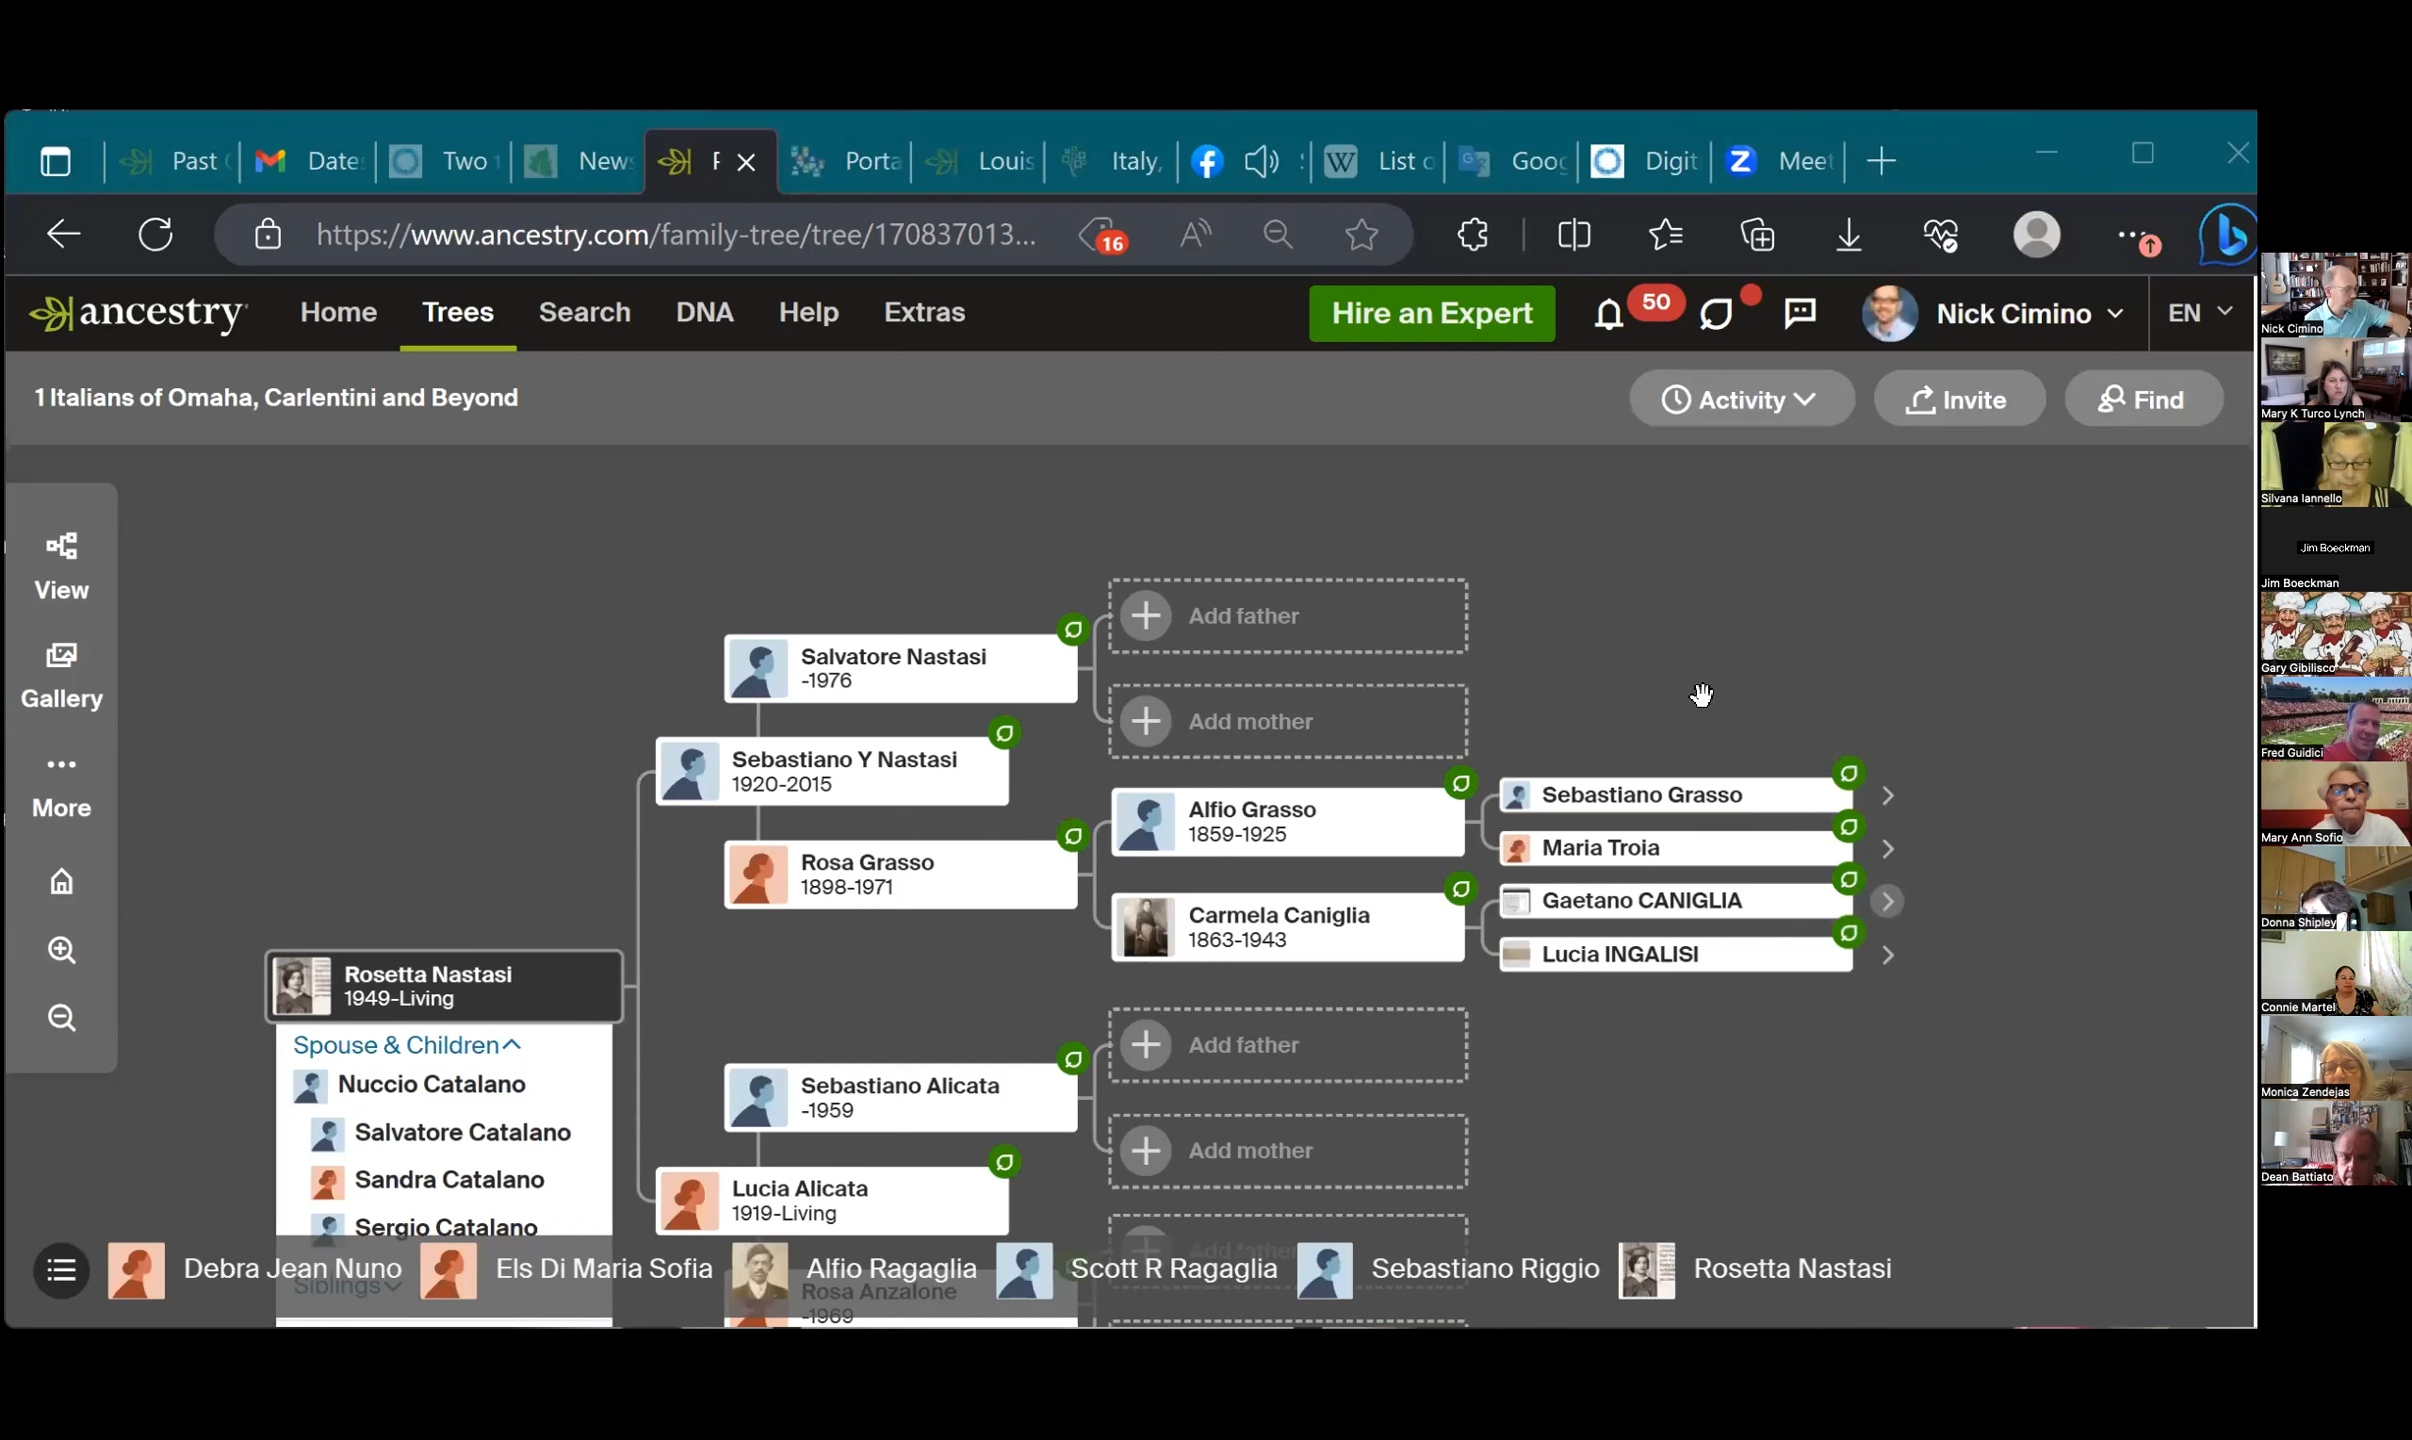 Past
Date
Two
News
F
Porta
Louis
Italy,
List o
Goog
Digit
Meet
https://www.ancestry.com/family-tree/tree/170837013...
16
ancestry
Home
Trees
Search
DNA
Help
Extras
Hire an Expert
50
Nick Cimino
EN
1 Italians of Omaha, Carlentini and Beyond
Activity
Invite
Find
View
Gallery
More
Add father
Salvatore Nastasi
-1976
Add mother
Sebastiano Y Nastasi
1920-2015
Alfio Grasso
1859-1925
Sebastiano Grasso
Maria Troia
Rosa Grasso
1898-1971
Carmela Caniglia
1863-1943
Gaetano CANIGLIA
Lucia INGALISI
Rosetta Nastasi
1949-Living
Spouse & Children
Nuccio Catalano
Salvatore Catalano
Sandra Catalano
Sergio Catalano
Siblings
Add father
Sebastiano Alicata
-1959
Add mother
Lucia Alicata
1919-Living
Add father
Rosa Anzalone
-1969
Debra Jean Nuno
Els Di Maria Sofia
Alfio Ragaglia
Scott R Ragaglia
Sebastiano Riggio
Rosetta Nastasi
Nick Cimino
Mary K Turco Lynch
Silvana Iannello
Jim Boeckman
Jim Boeckman
Gary Gibilisco
Fred Guidici
Mary Ann Sofio
Donna Shipley
Connie Martel
Monica Zendejas
Dean Battiato